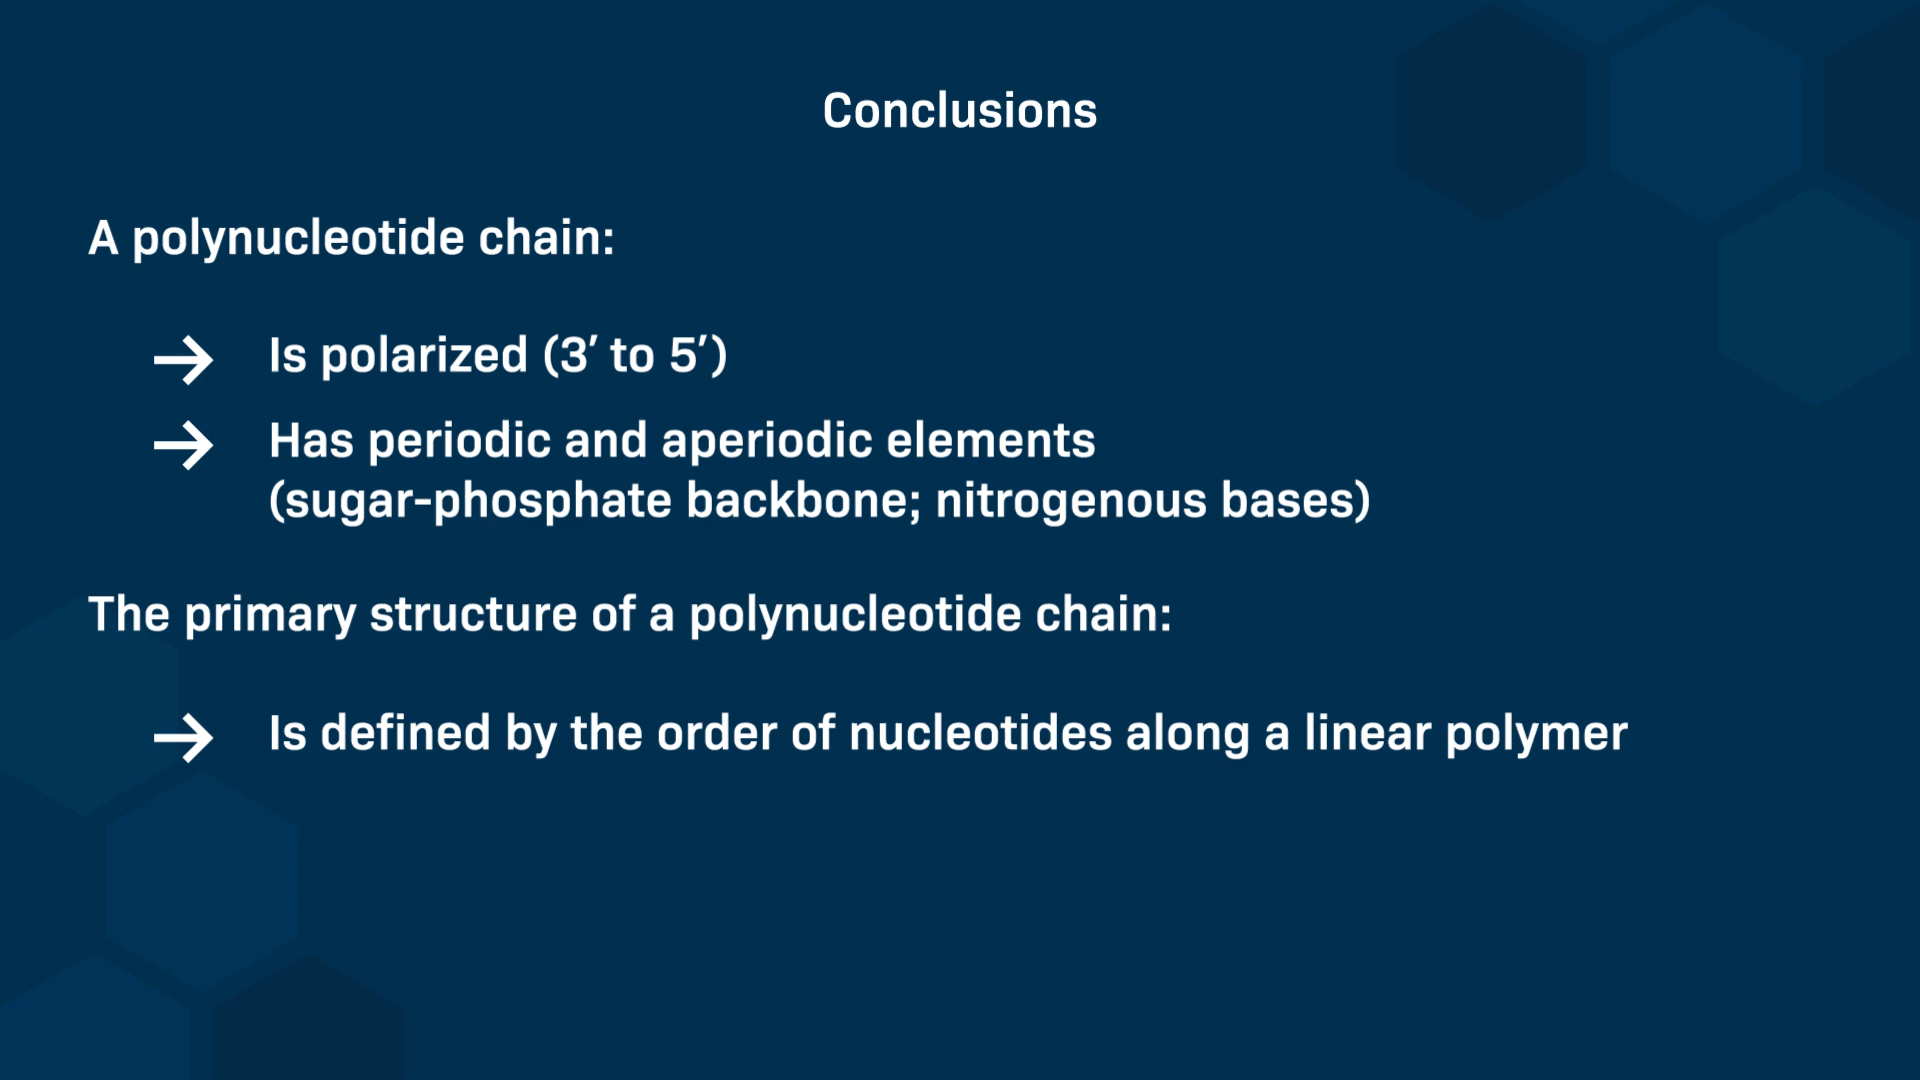 Conclusions
A polynucleotide chain:
→ Is polarized (3′ to 5′)
→ Has periodic and aperiodic elements
(sugar-phosphate backbone; nitrogenous bases)
The primary structure of a polynucleotide chain:
→ Is defined by the order of nucleotides along a linear polymer